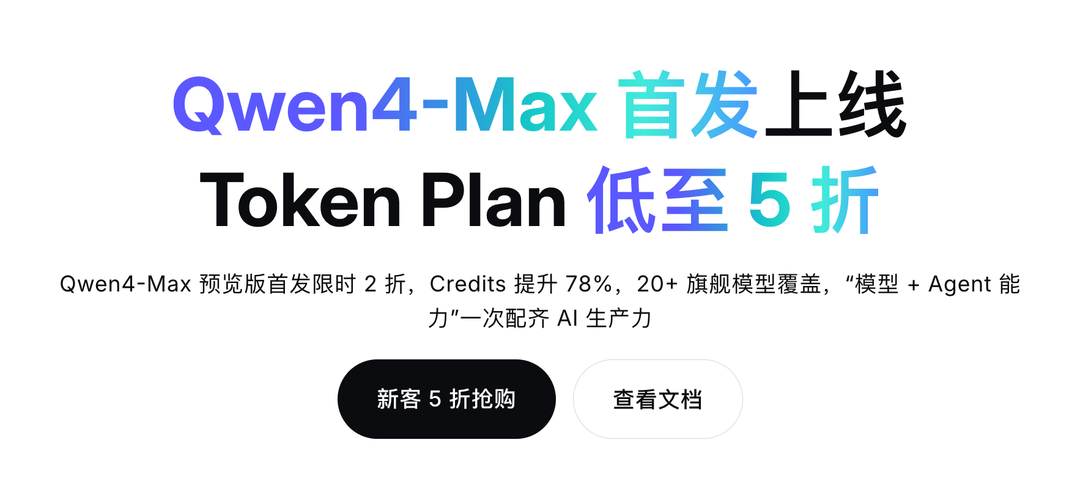 Qwen4-Max 首发上线
Token Plan 低至 5 折
Qwen4-Max 预览版首发限时 2 折，Credits 提升 78%，20+ 旗舰模型覆盖，“模型 + Agent 能
力”一次配齐 AI 生产力
新客 5 折抢购
查看文档